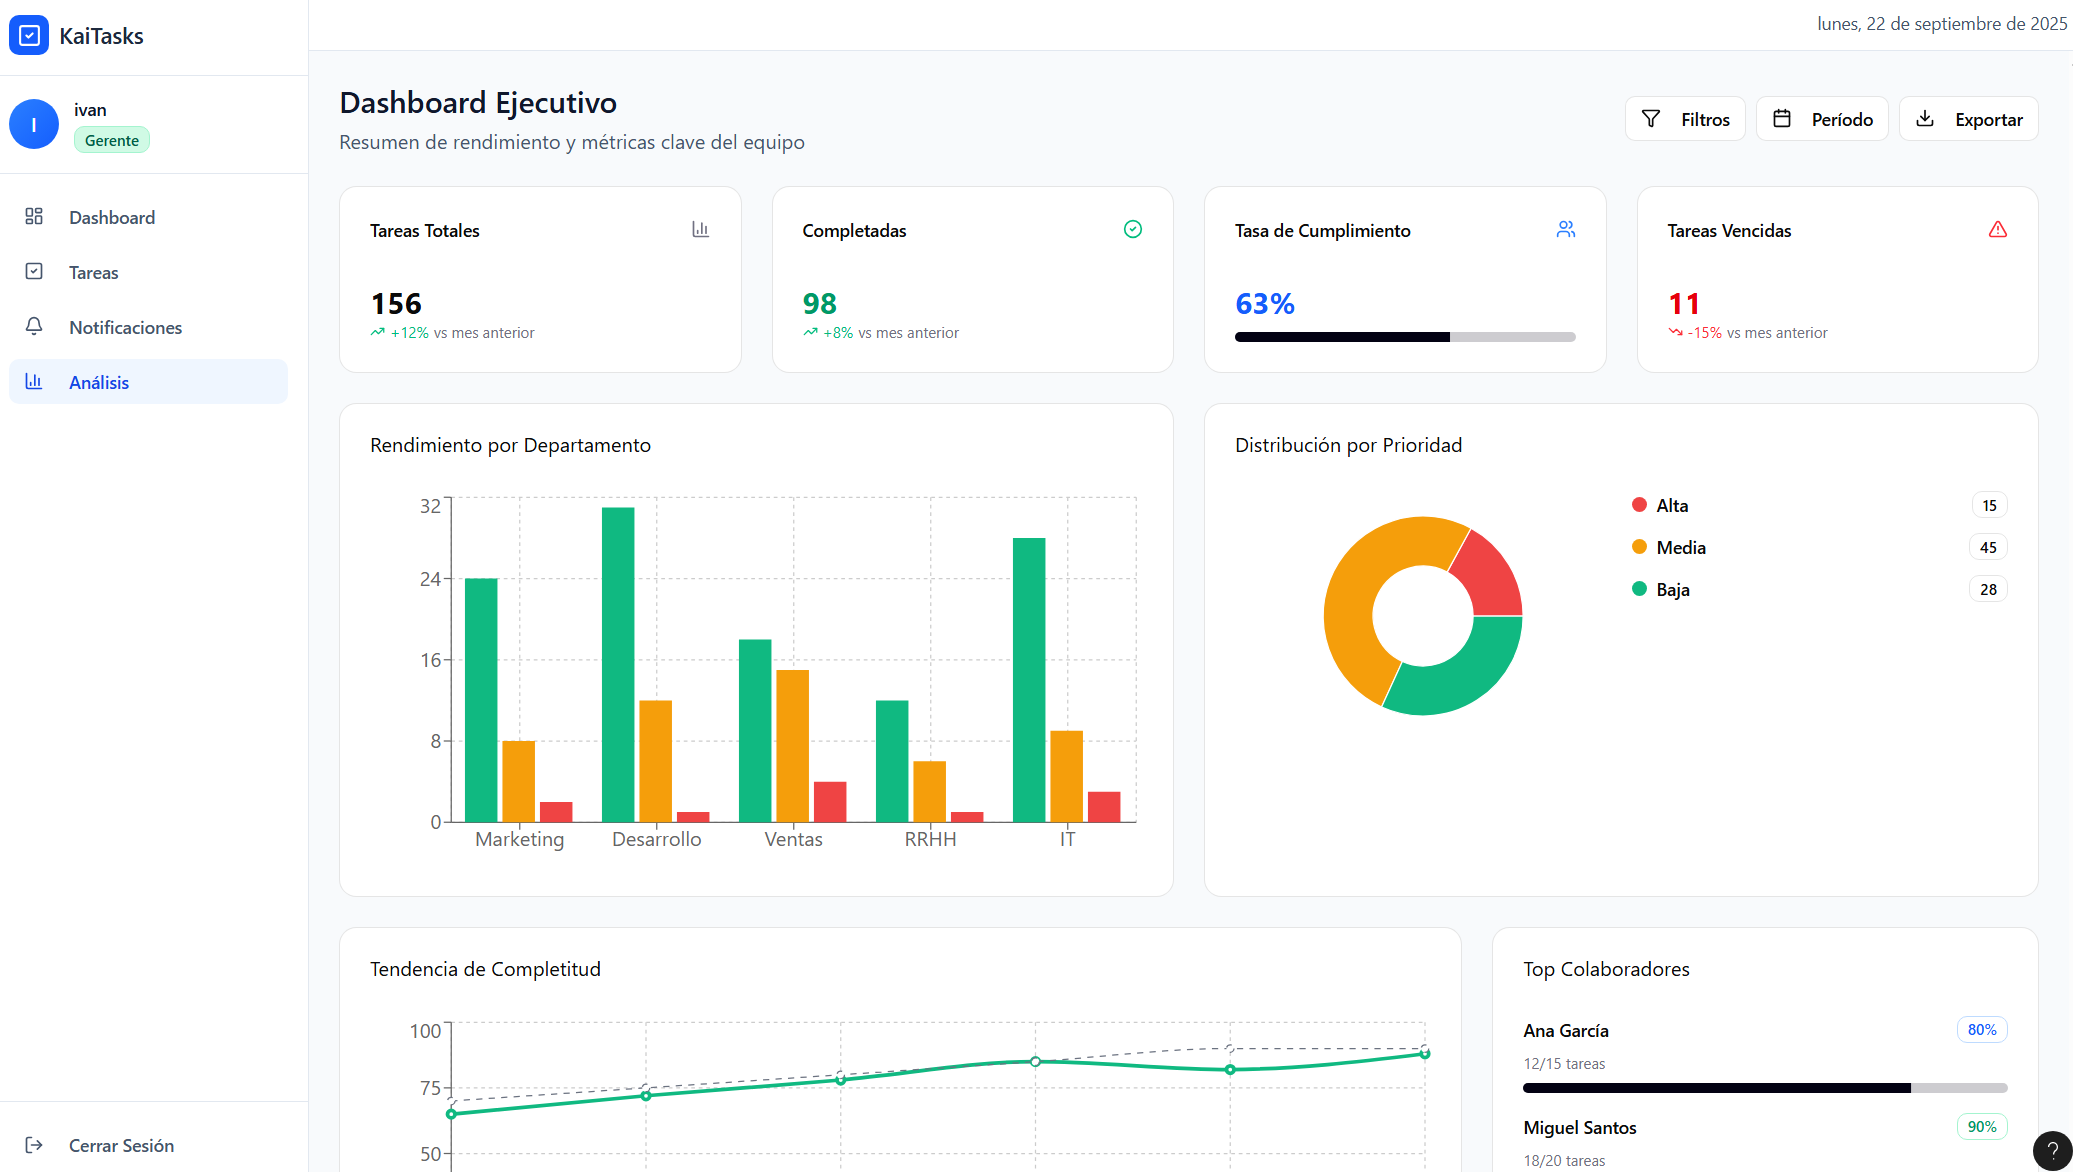 KaiTasks
lunes, 22 de septiembre de 2025
I
ivan
Gerente
Dashboard
Tareas
Notificaciones
Análisis
Cerrar Sesión
Dashboard Ejecutivo
Resumen de rendimiento y métricas clave del equipo
Filtros
Período
Exportar
Tareas Totales
156
+12% vs mes anterior
Completadas
98
+8% vs mes anterior
Tasa de Cumplimiento
63%
Tareas Vencidas
11
-15% vs mes anterior
Rendimiento por Departamento
32
24
16
8
0
Marketing Desarrollo Ventas RRHH IT
Distribución por Prioridad
Alta 15
Media 45
Baja 28
Tendencia de Completitud
100
75
50
Top Colaboradores
Ana García 80%
12/15 tareas
Miguel Santos 90%
18/20 tareas
?